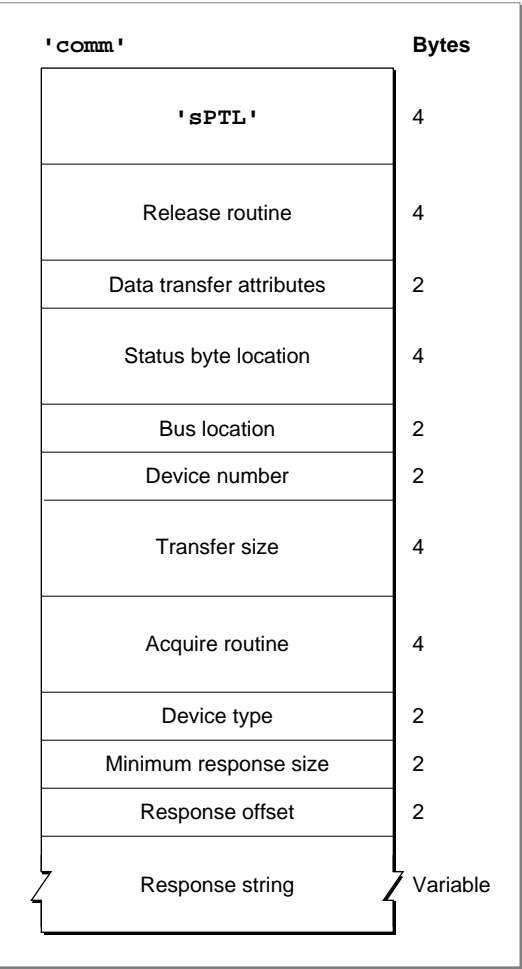 'comm' Bytes
'sPTL' 4
Release routine 4
Data transfer attributes 2
Status byte location 4
Bus location 2
Device number 2
Transfer size 4
Acquire routine 4
Device type 2
Minimum response size 2
Response offset 2
Response string Variable